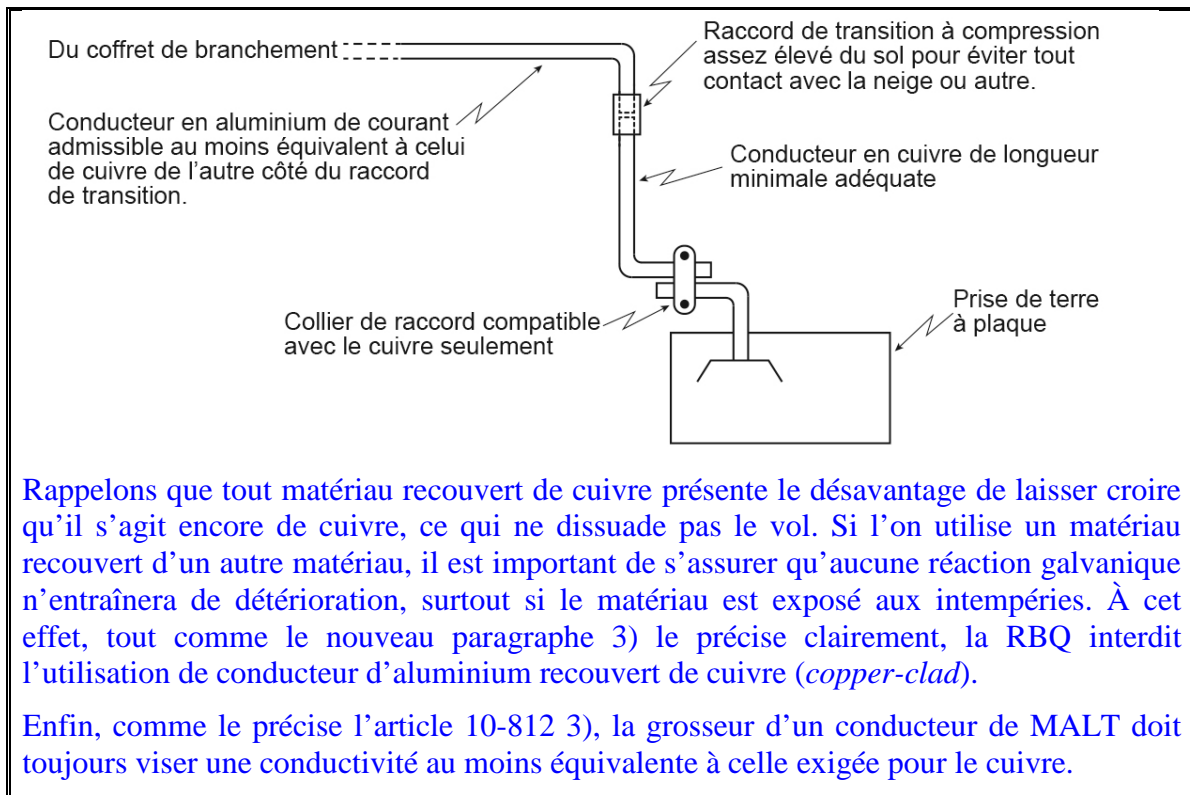 Du coffret de branchement
Raccord de transition à compression
assez élevé du sol pour éviter tout
contact avec la neige ou autre.
Conducteur en aluminium de courant
admissible au moins équivalent à celui
de cuivre de l'autre côté du raccord
de transition.
Conducteur en cuivre de longueur
minimale adéquate
Collier de raccord compatible
avec le cuivre seulement
Prise de terre
à plaque
Rappelons que tout matériau recouvert de cuivre présente le désavantage de laisser croire
qu'il s'agit encore de cuivre, ce qui ne dissuade pas le vol. Si l'on utilise un matériau
recouvert d'un autre matériau, il est important de s'assurer qu'aucune réaction galvanique
n'entraînera de détérioration, surtout si le matériau est exposé aux intempéries. À cet
effet, tout comme le nouveau paragraphe 3) le précise clairement, la RBQ interdit
l'utilisation de conducteur d'aluminium recouvert de cuivre (copper-clad).
Enfin, comme le précise l'article 10-812 3), la grosseur d'un conducteur de MALT doit
toujours viser une conductivité au moins équivalente à celle exigée pour le cuivre.